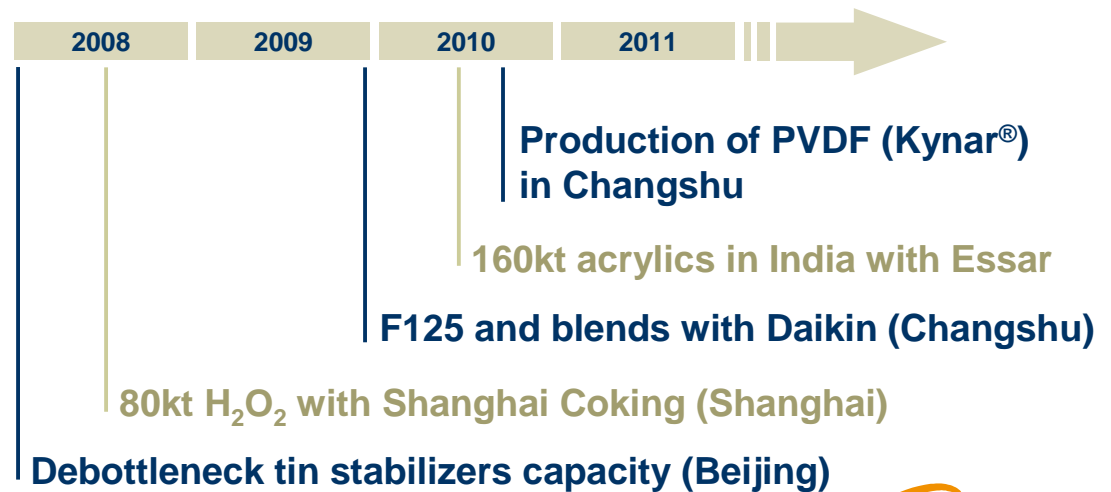 2008 2009 2010 2011
Production of PVDF (Kynar®)
in Changshu
160kt acrylics in India with Essar
F125 and blends with Daikin (Changshu)
80kt H₂O₂ with Shanghai Coking (Shanghai)
Debottleneck tin stabilizers capacity (Beijing)